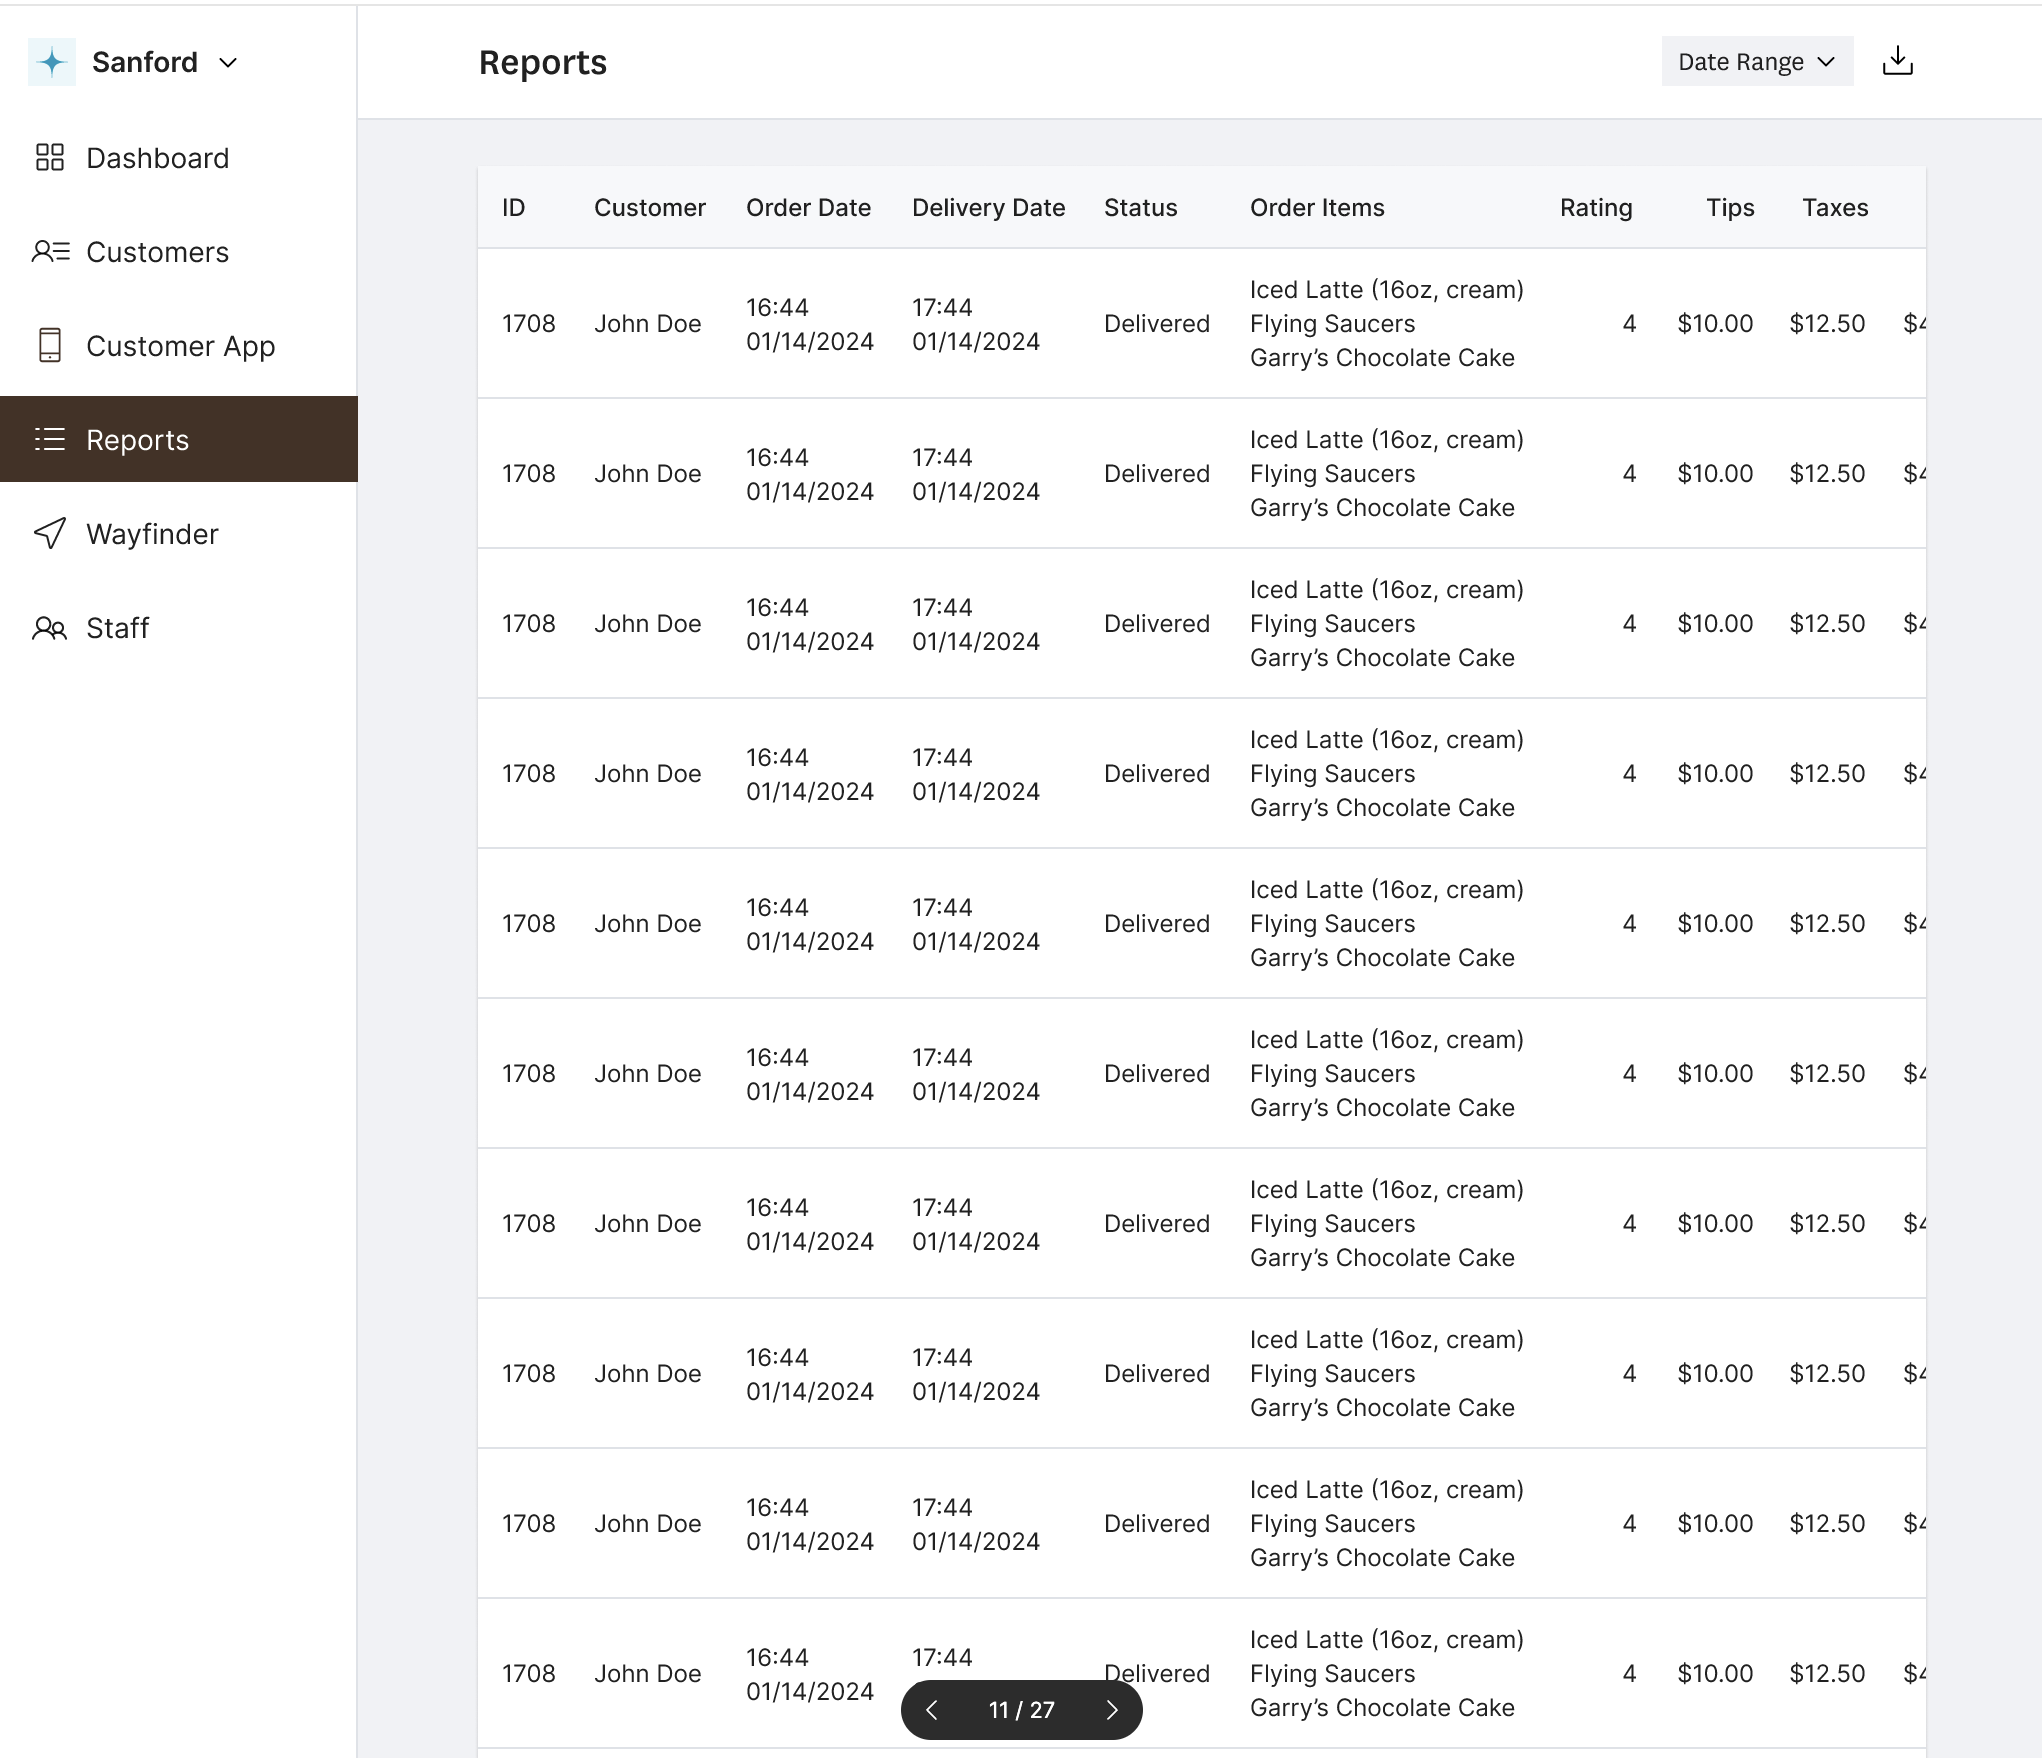 Sanford
Dashboard
Customers
Customer App
Reports
Wayfinder
Staff
Reports
Date Range
ID Customer Order Date Delivery Date Status Order Items Rating Tips Taxes
1708 John Doe 16:44 01/14/2024 17:44 01/14/2024 Delivered Iced Latte (16oz, cream) Flying Saucers Garry’s Chocolate Cake 4 $10.00 $12.50
1708 John Doe 16:44 01/14/2024 17:44 01/14/2024 Delivered Iced Latte (16oz, cream) Flying Saucers Garry’s Chocolate Cake 4 $10.00 $12.50
1708 John Doe 16:44 01/14/2024 17:44 01/14/2024 Delivered Iced Latte (16oz, cream) Flying Saucers Garry’s Chocolate Cake 4 $10.00 $12.50
1708 John Doe 16:44 01/14/2024 17:44 01/14/2024 Delivered Iced Latte (16oz, cream) Flying Saucers Garry’s Chocolate Cake 4 $10.00 $12.50
1708 John Doe 16:44 01/14/2024 17:44 01/14/2024 Delivered Iced Latte (16oz, cream) Flying Saucers Garry’s Chocolate Cake 4 $10.00 $12.50
1708 John Doe 16:44 01/14/2024 17:44 01/14/2024 Delivered Iced Latte (16oz, cream) Flying Saucers Garry’s Chocolate Cake 4 $10.00 $12.50
1708 John Doe 16:44 01/14/2024 17:44 01/14/2024 Delivered Iced Latte (16oz, cream) Flying Saucers Garry’s Chocolate Cake 4 $10.00 $12.50
1708 John Doe 16:44 01/14/2024 17:44 01/14/2024 Delivered Iced Latte (16oz, cream) Flying Saucers Garry’s Chocolate Cake 4 $10.00 $12.50
1708 John Doe 16:44 01/14/2024 17:44 01/14/2024 Delivered Iced Latte (16oz, cream) Flying Saucers Garry’s Chocolate Cake 4 $10.00 $12.50
1708 John Doe 16:44 01/14/2024 17:44 Delivered Iced Latte (16oz, cream) Flying Saucers Garry’s Chocolate Cake 4 $10.00 $12.50
11 / 27